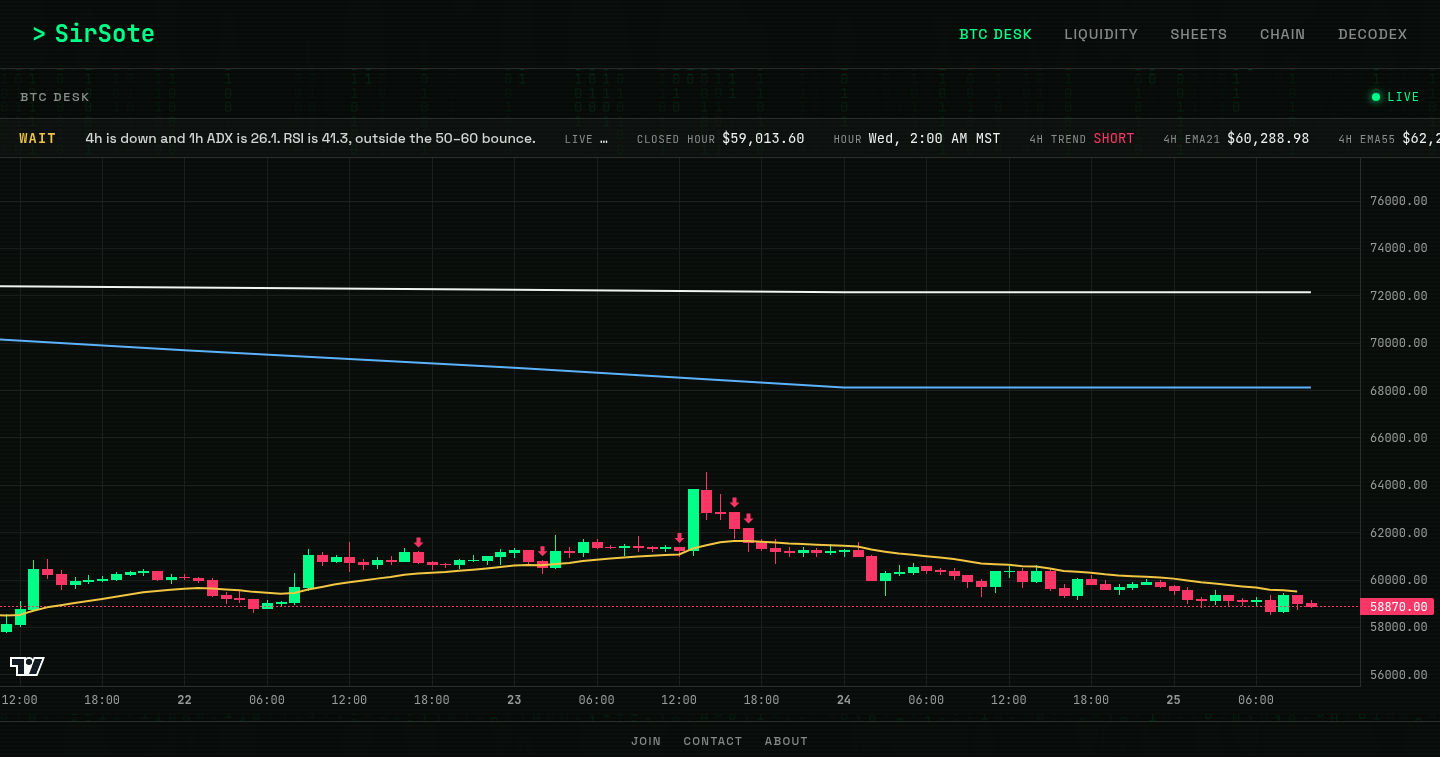 > SirSote
BTC DESK LIQUIDITY SHEETS CHAIN DECODEX
BTC DESK
LIVE
WAIT 4h is down and 1h ADX is 26.1. RSI is 41.3, outside the 50–60 bounce. LIVE … CLOSED HOUR $59,013.60 HOUR Wed, 2:00 AM MST 4H TREND SHORT 4H EMA21 $60,288.98 4H EMA55 $62,2
76000.00
74000.00
72000.00
70000.00
68000.00
66000.00
64000.00
62000.00
60000.00
58870.00
58000.00
56000.00
12:00 18:00 22 06:00 12:00 18:00 23 06:00 12:00 18:00 24 06:00 12:00 18:00 25 06:00
JOIN CONTACT ABOUT